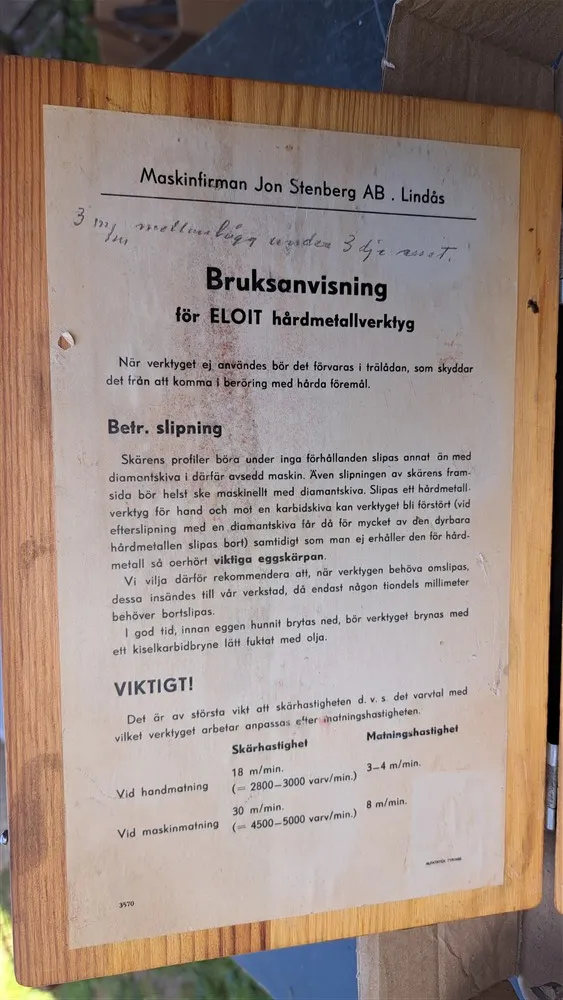 Maskinfirman Jon Stenberg AB . Lindås
3 m/m mellanlägg under 3 dje
Bruksanvisning
för ELOIT hårdmetallverktyg
När verktyget ej användes bör det förvaras i trälådan, som skyddar
det från att komma i beröring med hårda föremål.
Betr. slipning
Skärens profiler böra under inga förhållanden slipas annat än med
diamantskiva i därfär avsedd maskin. Även slipningen av skärens fram-
sida bör helst ske maskinellt med diamantskiva. Slipas ett hårdmetall-
verktyg för hand och mot en karbidskiva kan verktyget bli förstört (vid
efterslipning med en diamantskiva får då för mycket av den dyrbara
hårdmetallen slipas bort) samtidigt som man ej erhåller den för hård-
metall så oerhört viktiga eggskärpan.
Vi vilja därför rekommendera att, när verktygen behöva omslipas,
dessa insändes till vår verkstad, då endast någon tiondels millimeter
behöver bortslipas.
I god tid, innan eggen hunnit brytas ned, bör verktyget brynas med
ett kiselkarbidbryne lätt fuktat med olja.
VIKTIGT!
Det är av största vikt att skärhastigheten d. v. s. det varvtal med
vilket verktyget arbetar anpassas efter matningshastigheten.
Skärhastighet Matningshastighet
Vid handmatning 18 m/min. 3–4 m/min.
(= 2800–3000 varv/min.)
Vid maskinmatning 30 m/min. 8 m/min.
(= 4500–5000 varv/min.)
3570